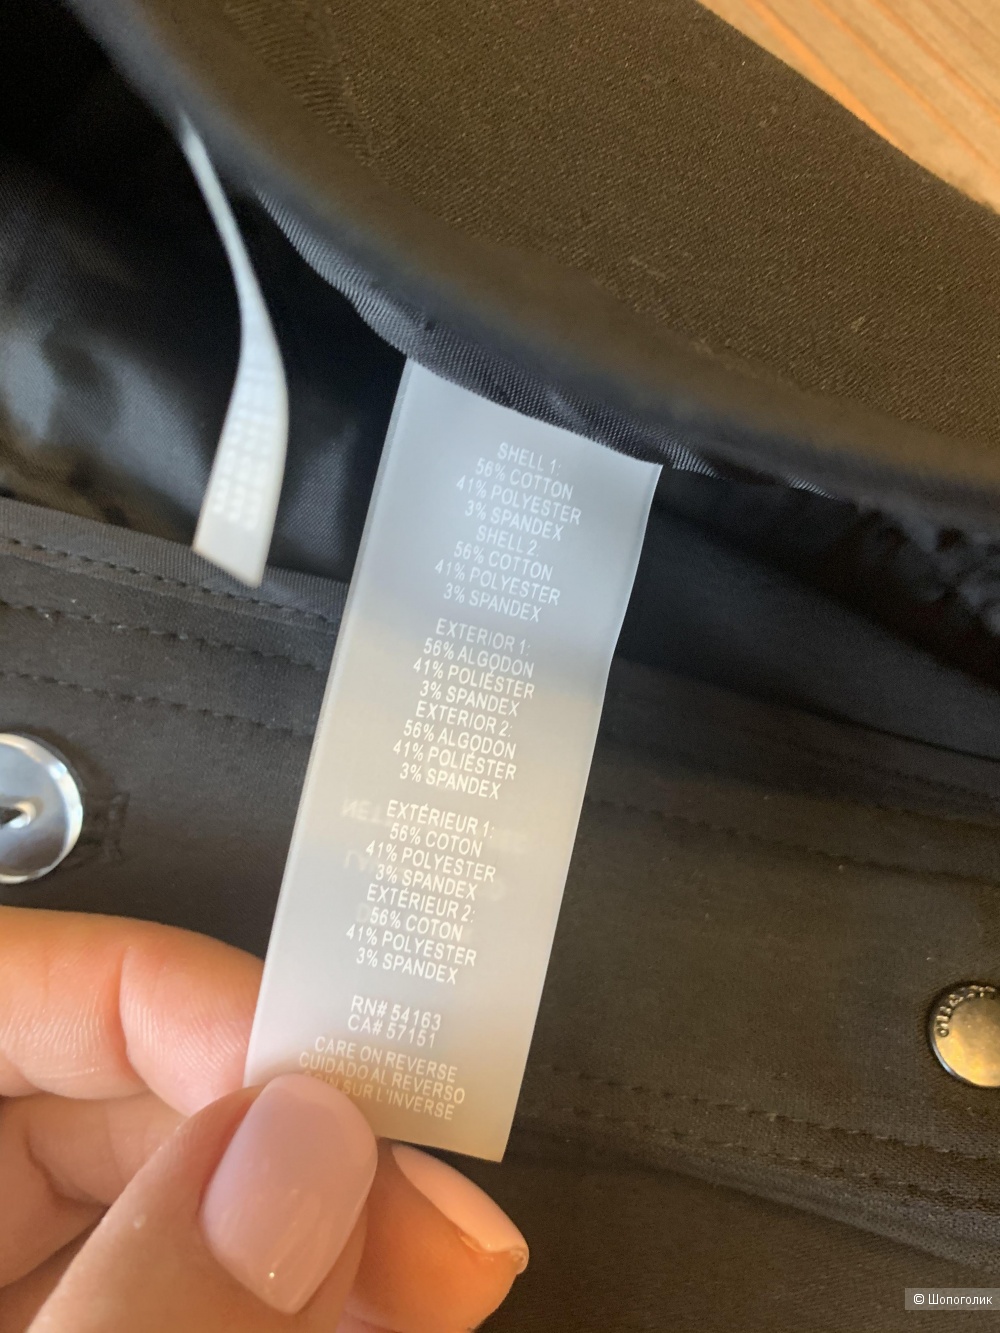 SHELL 1:
56% COTTON
41% POLYESTER
3% SPANDEX
SHELL 2:
56% COTTON
41% POLYESTER
3% SPANDEX
EXTERIOR 1:
56% ALGODON
41% POLIÉSTER
3% SPANDEX
EXTERIOR 2:
56% ALGODON
41% POLIÉSTER
3% SPANDEX
EXTÉRIEUR 1:
56% COTON
41% POLYESTER
3% SPANDEX
EXTÉRIEUR 2:
56% COTON
41% POLYESTER
3% SPANDEX
RN# 54163
CA# 57151
CARE ON REVERSE
CUIDADO AL REVERSO
SUR L'INVERSE
© Шопоголик